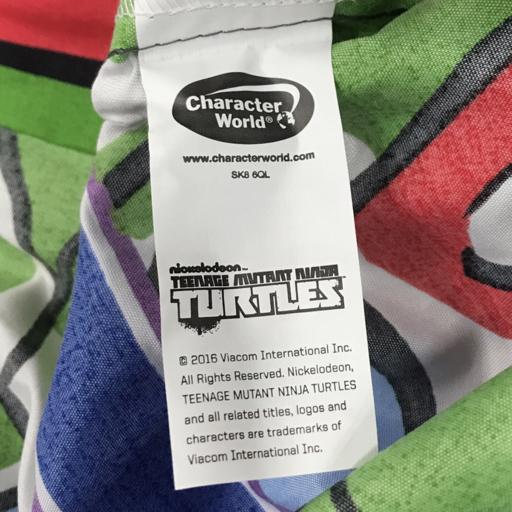 Character
World®
www.characterworld.com
SK8 6QL
nickelodeon™
TEENAGE MUTANT NINJA
TURTLES
© 2016 Viacom International Inc.
All Rights Reserved. Nickelodeon,
TEENAGE MUTANT NINJA TURTLES
and all related titles, logos and
characters are trademarks of
Viacom International Inc.